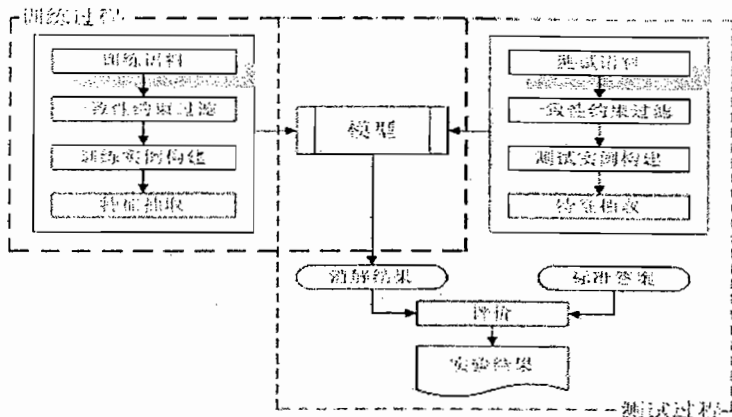 训练过程
训练语料
一致性约束过滤
训练实例构建
特征抽取
模型
测试语料
一致性约束过滤
测试实例构建
特征抽取
消解结果
标准答案
评价
实验结果
测试过程